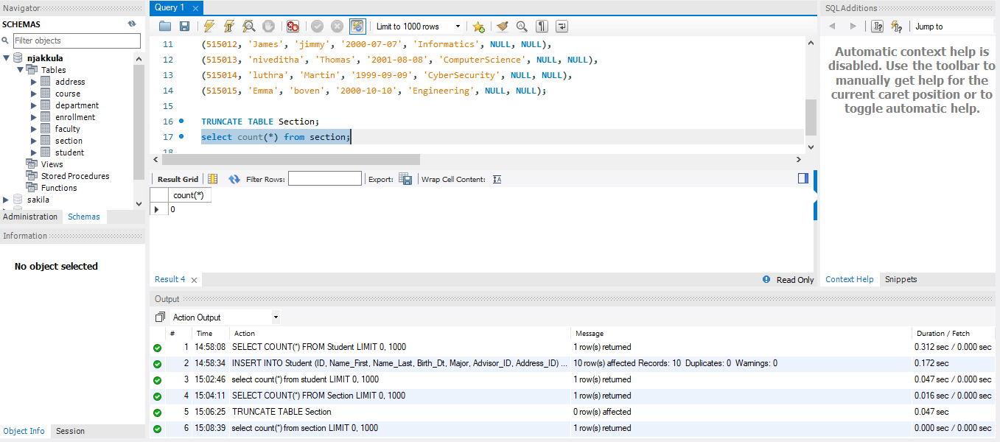 Navigator
SCHEMAS
Filter objects
njakkula
Tables
address
course
department
enrollment
faculty
section
student
Views
Stored Procedures
Functions
sakila
Administration Schemas
Information
No object selected
Object Info Session
Query 1
Limit to 1000 rows
11 (515012, 'James', 'jimmy', '2000-07-07', 'Informatics', NULL, NULL),
12 (515013, 'niveditha', 'Thomas', '2001-08-08', 'ComputerScience', NULL, NULL),
13 (515014, 'luthra', 'Martin', '1999-09-09', 'CyberSecurity', NULL, NULL),
14 (515015, 'Emma', 'boven', '2000-10-10', 'Engineering', NULL, NULL);
15
16 TRUNCATE TABLE Section;
17 select count(*) from section;
18
Result Grid Filter Rows: Export: Wrap Cell Content:
count(*)
0
Result 4 Read Only
SQLAdditions
Jump to
Automatic context help is
disabled. Use the toolbar to
manually get help for the
current caret position or to
toggle automatic help.
Context Help Snippets
Output
Action Output
# Time Action Message Duration / Fetch
1 14:58:08 SELECT COUNT(*) FROM Student LIMIT 0, 1000 1 row(s) returned 0.312 sec / 0.000 sec
2 14:58:34 INSERT INTO Student (ID, Name_First, Name_Last, Birth_Dt, Major, Advisor_ID, Address_ID) ... 10 row(s) affected Records: 10 Duplicates: 0 Warnings: 0 0.172 sec
3 15:02:46 select count(*) from student LIMIT 0, 1000 1 row(s) returned 0.047 sec / 0.000 sec
4 15:04:11 SELECT COUNT(*) FROM Section LIMIT 0, 1000 1 row(s) returned 0.016 sec / 0.000 sec
5 15:06:25 TRUNCATE TABLE Section 0 row(s) affected 0.047 sec
6 15:08:39 select count(*) from section LIMIT 0, 1000 1 row(s) returned 0.000 sec / 0.000 sec